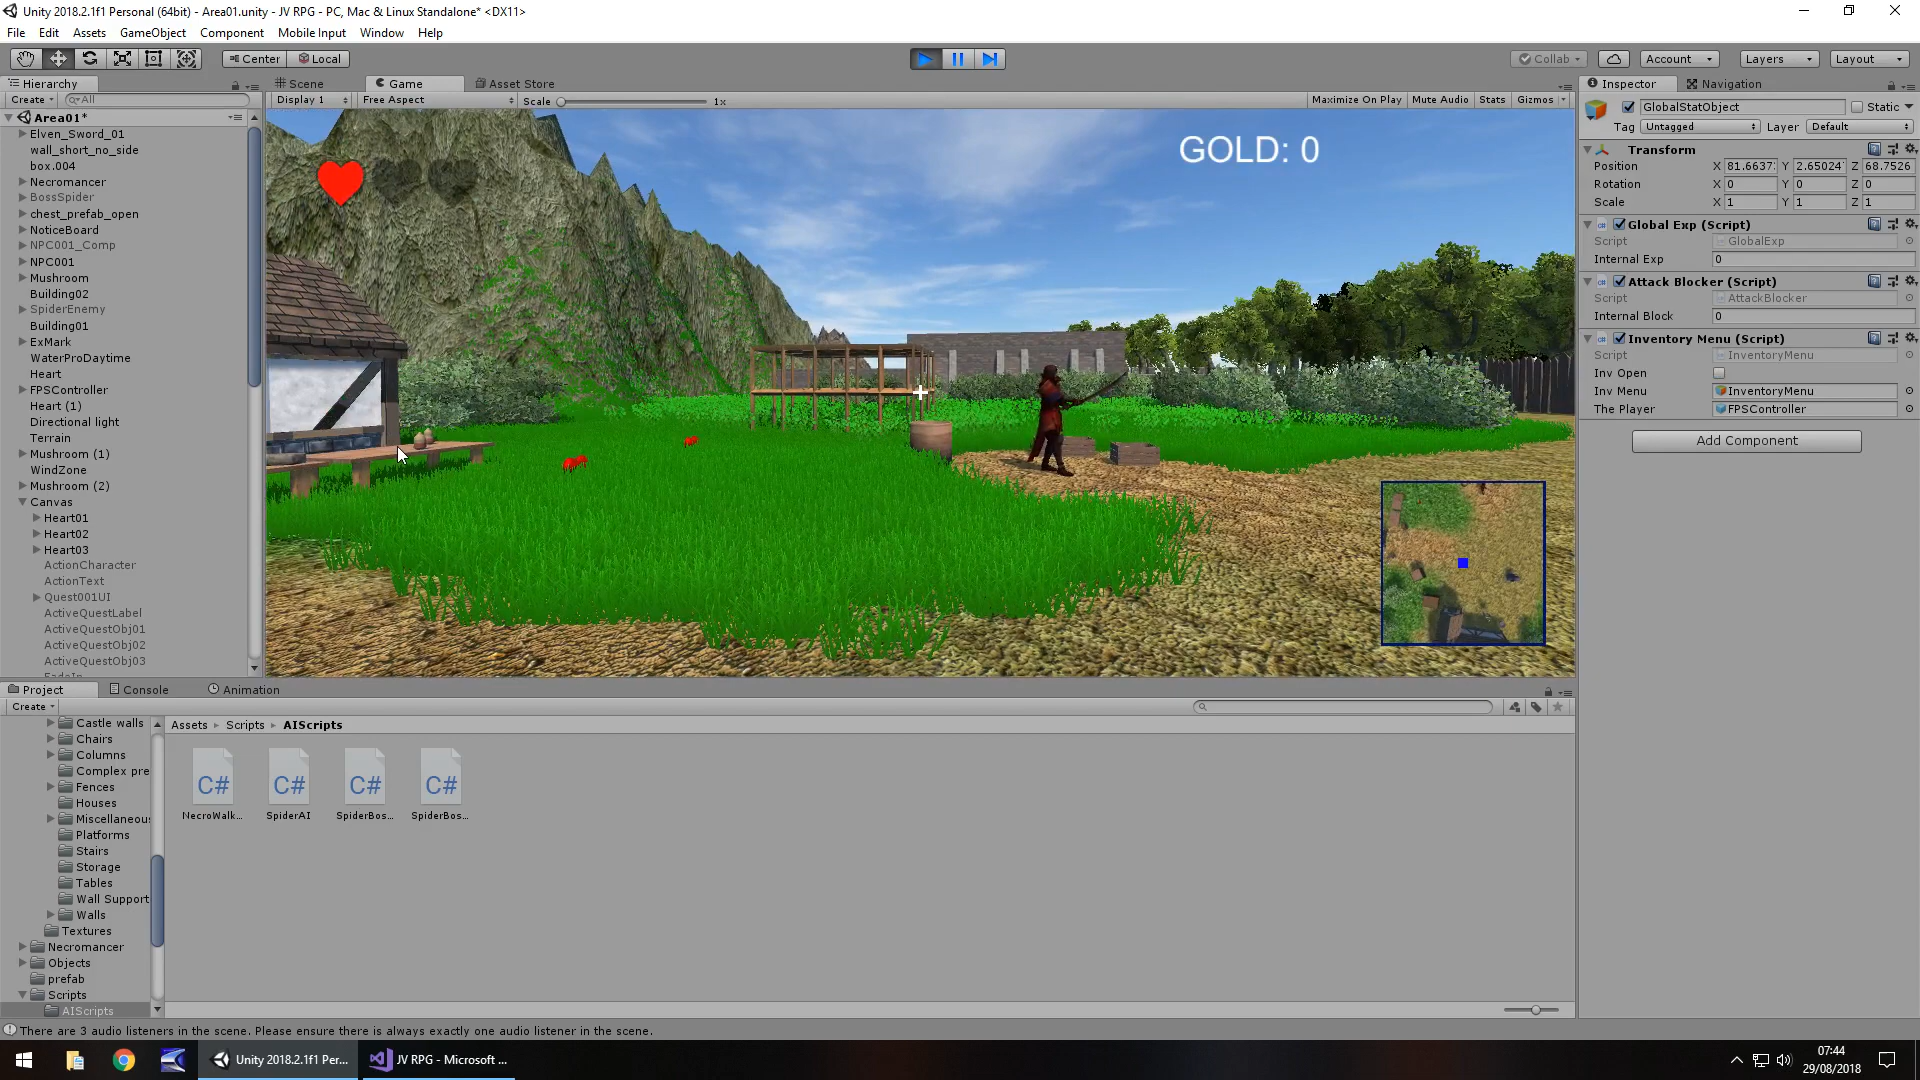 Unity 2018.2.1f1 Personal (64bit) - Area01.unity - JV RPG - PC, Mac & Linux Standalone* <DX11>
File Edit Assets GameObject Component Mobile Input Window Help
Center Local Collab Account Layers Layout
Hierarchy
Create All
Area01*
Elven_Sword_01
wall_short_no_side
box.004
Necromancer
BossSpider
chest_prefab_open
NoticeBoard
NPC001_Comp
NPC001
Mushroom
Building02
SpiderEnemy
Building01
ExMark
WaterProDaytime
Heart
FPSController
Heart (1)
Directional light
Terrain
Mushroom (1)
WindZone
Mushroom (2)
Canvas
Heart01
Heart02
Heart03
ActionCharacter
ActionText
Quest001UI
ActiveQuestLabel
ActiveQuestObj01
ActiveQuestObj02
ActiveQuestObj03
Scene Game Asset Store
Display 1 Free Aspect Scale 1x Maximize On Play Mute Audio Stats Gizmos
GOLD: 0
Inspector Navigation
GlobalStatObject Static
Tag Untagged Layer Default
Transform
Position X 81.6637 Y 2.65024 Z 68.7526
Rotation X 0 Y 0 Z 0
Scale X 1 Y 1 Z 1
Global Exp (Script)
Script GlobalExp
Internal Exp 0
Attack Blocker (Script)
Script AttackBlocker
Internal Block 0
Inventory Menu (Script)
Script InventoryMenu
Inv Open
Inv Menu InventoryMenu
The Player FPSController
Add Component
Project Console Animation
Create
Castle walls
Chairs
Columns
Complex pre
Fences
Houses
Miscellaneous
Platforms
Stairs
Storage
Tables
Wall Support
Walls
Textures
Necromancer
Objects
prefab
Scripts
AIScripts
Assets Scripts AIScripts
C# C# C# C#
NecroWalk... SpiderAI SpiderBos... SpiderBos...
There are 3 audio listeners in the scene. Please ensure there is always exactly one audio listener in the scene.
Unity 2018.2.1f1 Per... JV RPG - Microsoft ...
07:44
29/08/2018